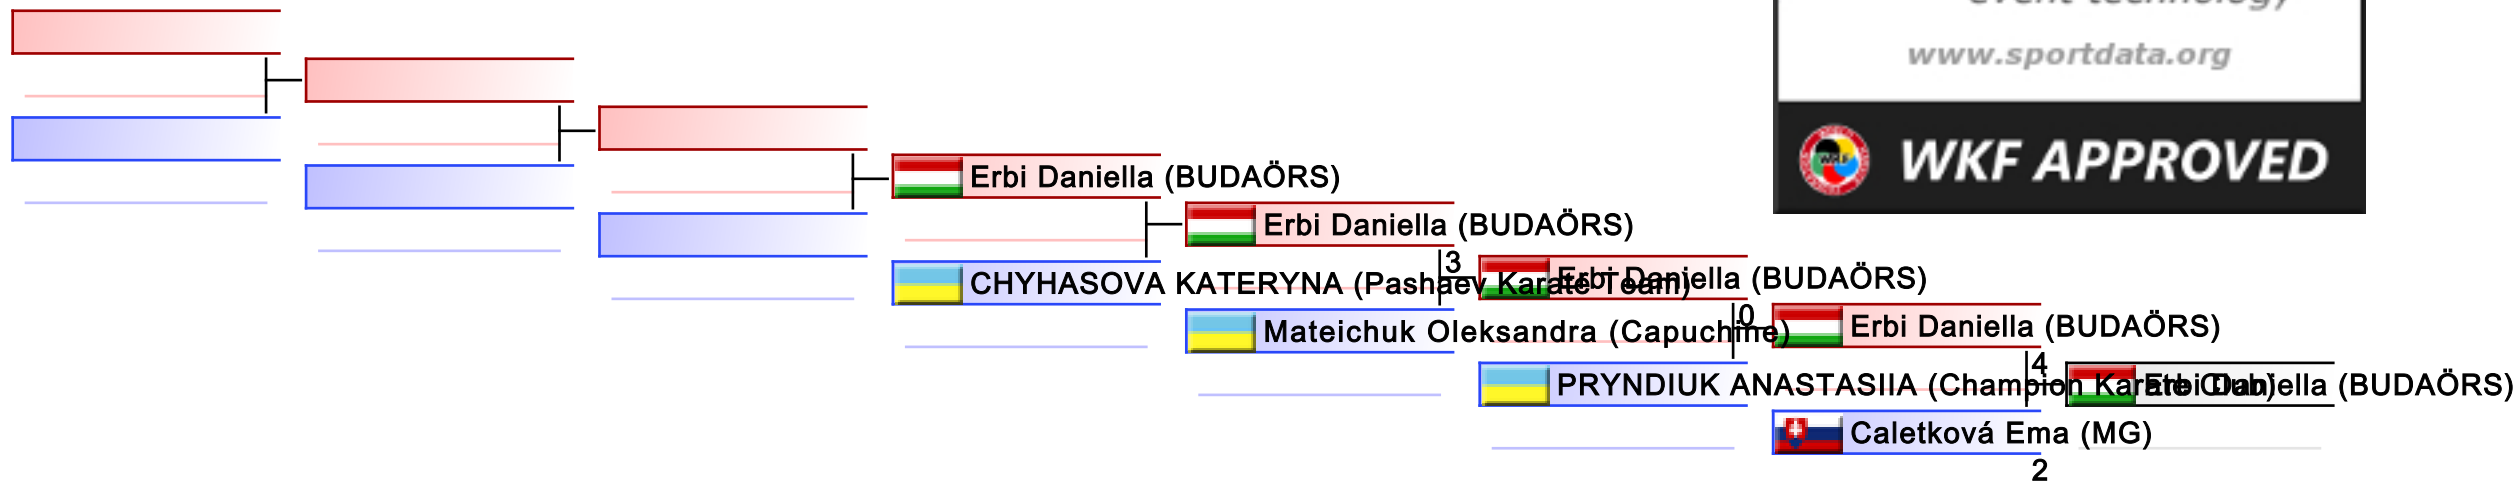 event technology
www.sportdata.org
WKF APPROVED
Erbi Daniella (BUDAÖRS)
Erbi Daniella (BUDAÖRS)
3
CHYHASOVA KATERYNA (Pashaev Karate Team)
Erbi Daniella (BUDAÖRS)
0
Mateichuk Oleksandra (Capuchine)
Erbi Daniella (BUDAÖRS)
4
PRYNDIUK ANASTASIIA (Champion Karate Club)
Erbi Daniella (BUDAÖRS)
Caletková Ema (MG)
2